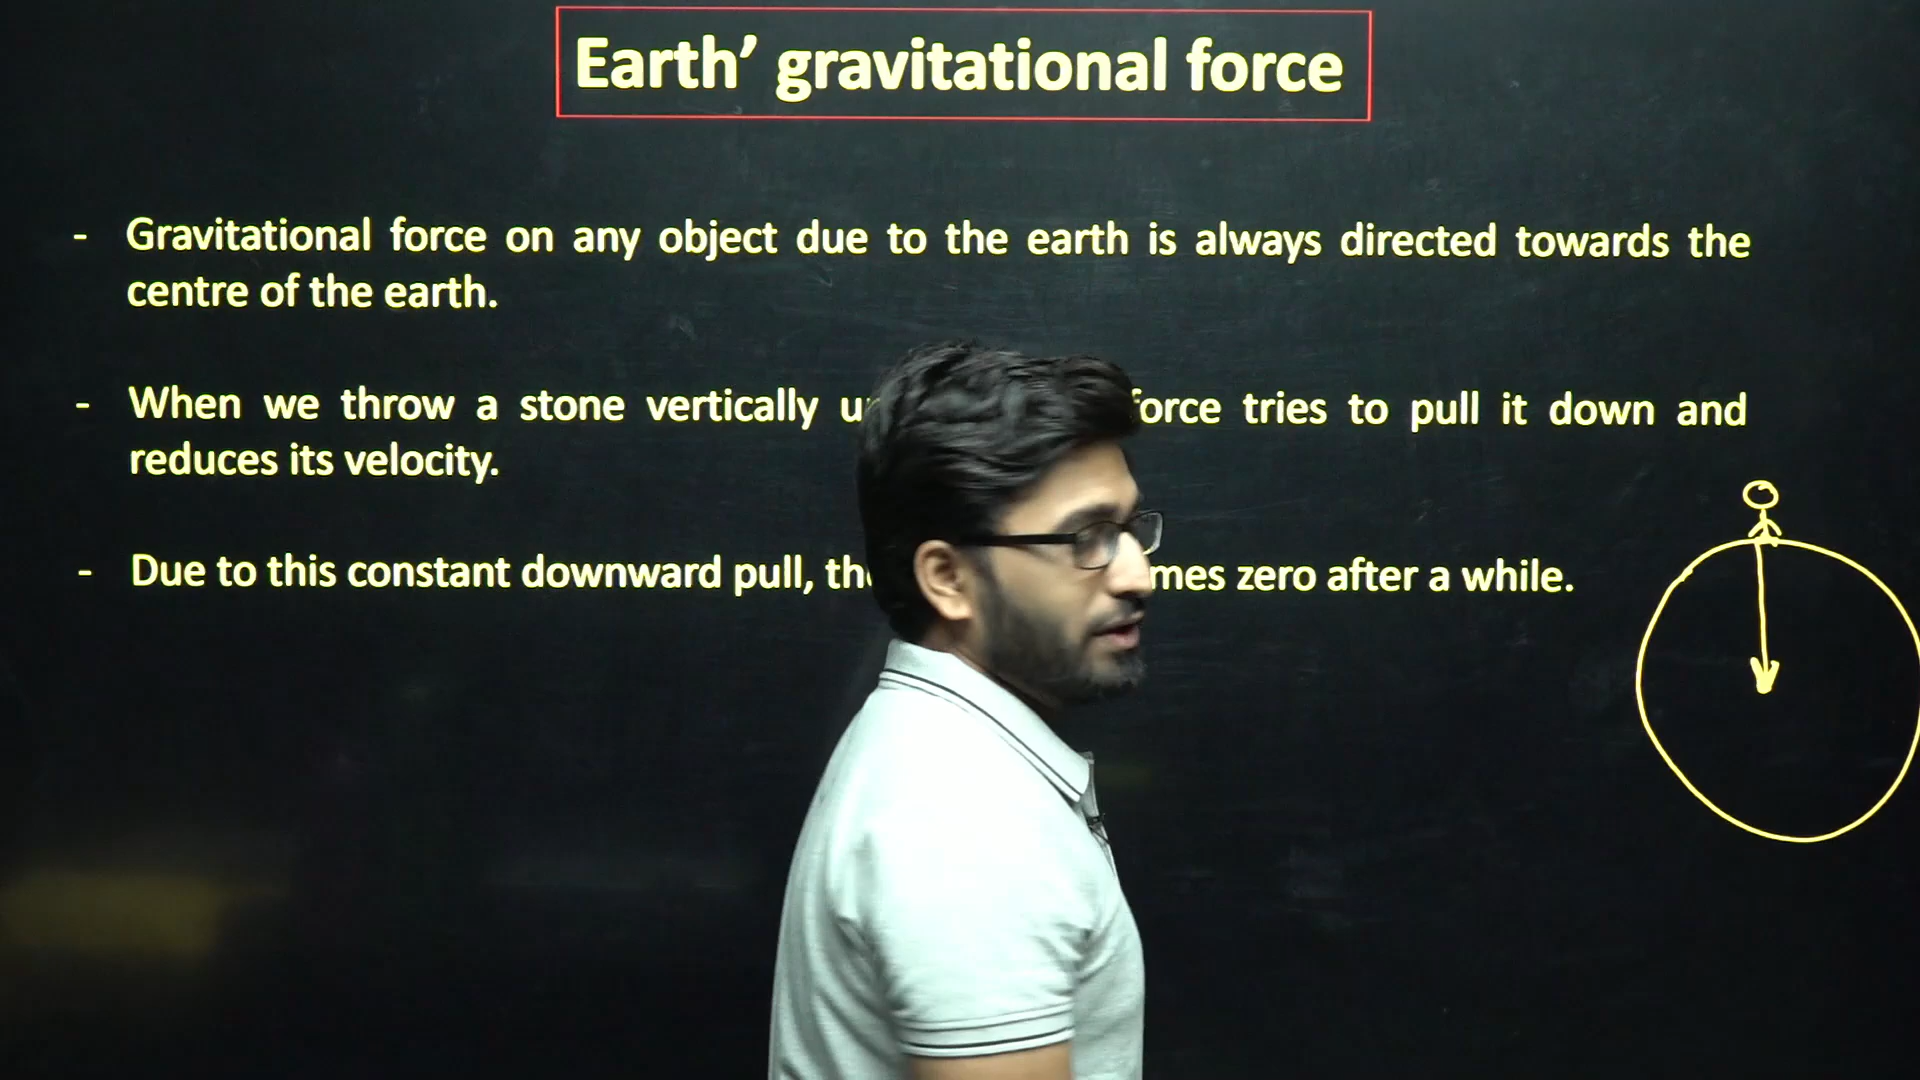 Earth’ gravitational force
- Gravitational force on any object due to the earth is always directed towards the
centre of the earth.
- When we throw a stone vertically force tries to pull it down and
reduces its velocity.
- Due to this constant downward pull, zero after a while.